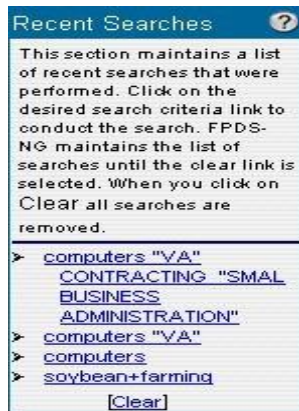 Recent Searches ?
This section maintains a list
of recent searches that were
performed. Click on the
desired search criteria link to
conduct the search. FPDS-
NG maintains the list of
searches until the clear link is
selected. When you click on
Clear all searches are
removed.
➢ computers "VA"
CONTRACTING "SMAL
BUSINESS
ADMINISTRATION"
➢ computers "VA"
➢ computers
➢ soybean+farming
[Clear]